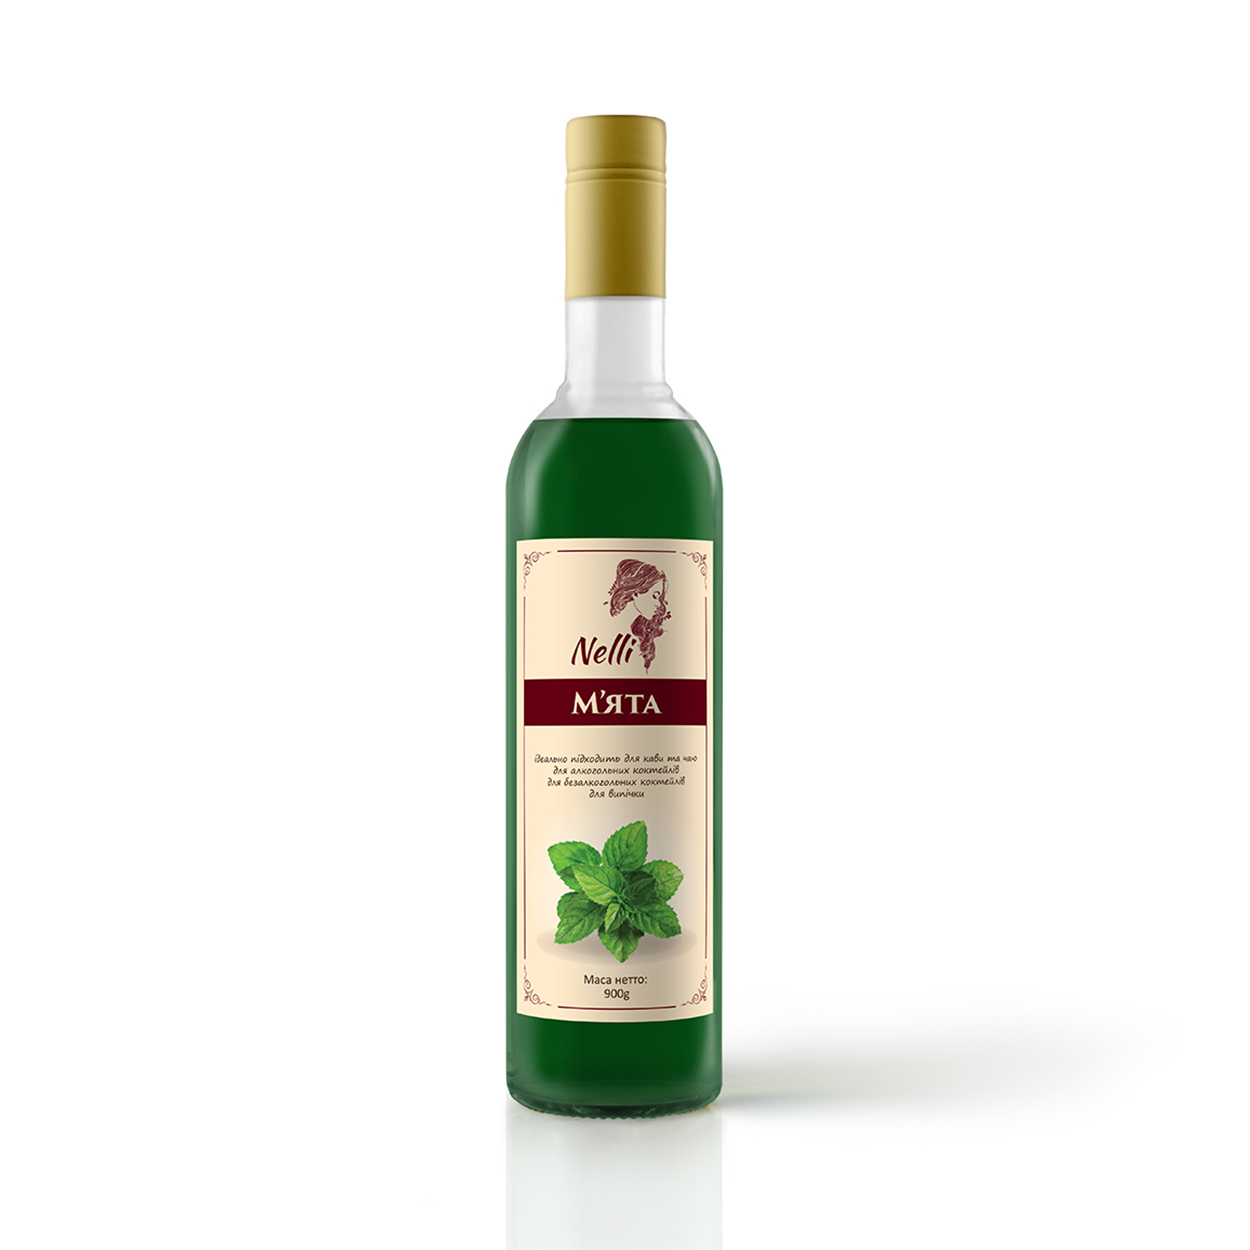 Nelli
М'ЯТА
ідеально підходить для кави та чаю
для алкогольних коктейлів
для безалкогольних коктейлів
для випічки
Маса нетто:
900g